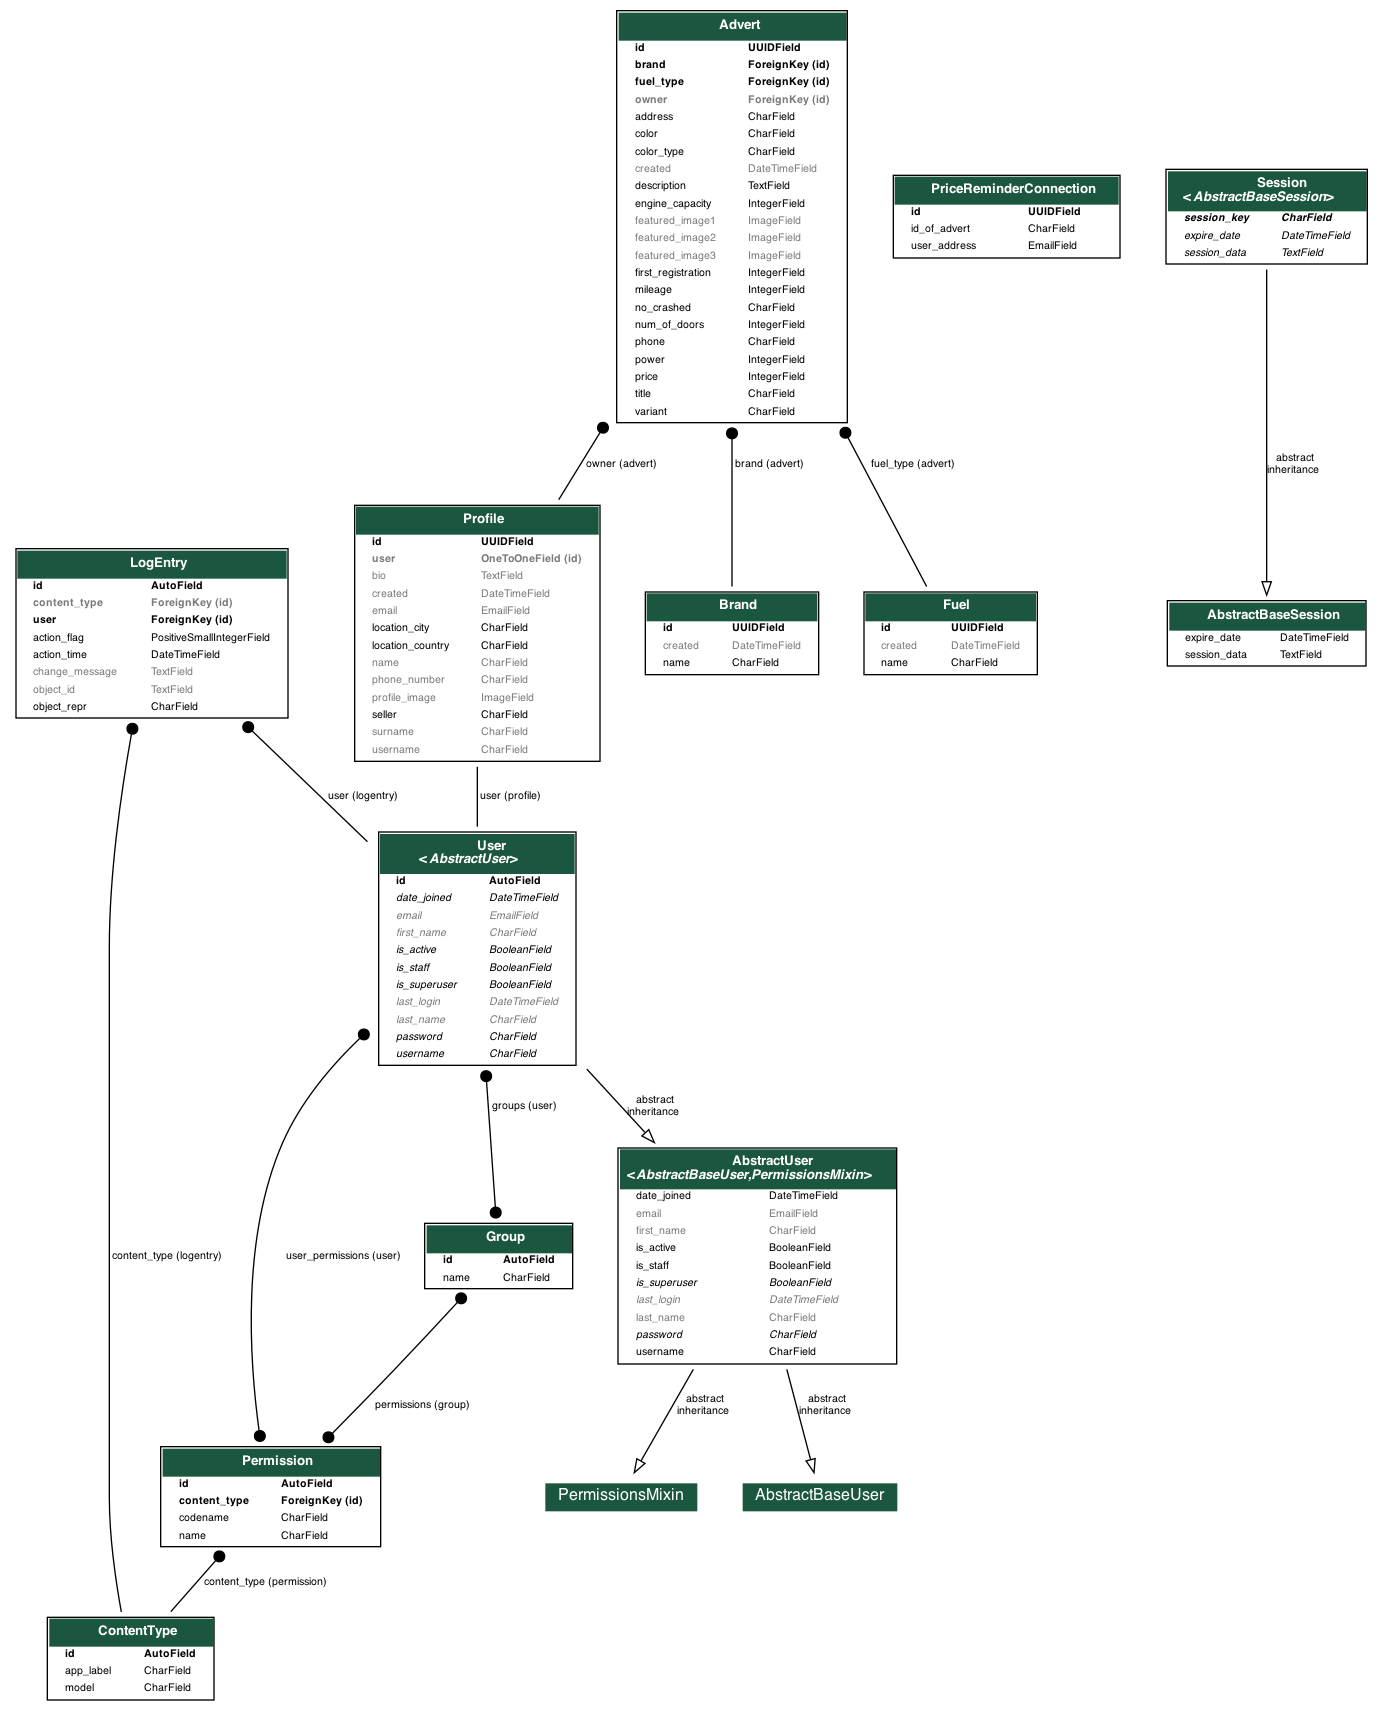 Advert
id UUIDField
brand ForeignKey (id)
fuel_type ForeignKey (id)
owner ForeignKey (id)
address CharField
color CharField
color_type CharField
created DateTimeField
description TextField
engine_capacity IntegerField
featured_image1 ImageField
featured_image2 ImageField
featured_image3 ImageField
first_registration IntegerField
mileage IntegerField
no_crashed CharField
num_of_doors IntegerField
phone CharField
power IntegerField
price IntegerField
title CharField
variant CharField
PriceReminderConnection
id UUIDField
id_of_advert CharField
user_address EmailField
Session
<AbstractBaseSession>
session_key CharField
expire_date DateTimeField
session_data TextField
owner (advert)
brand (advert)
fuel_type (advert)
abstract
inheritance
Profile
id UUIDField
user OneToOneField (id)
bio TextField
created DateTimeField
email EmailField
location_city CharField
location_country CharField
name CharField
phone_number CharField
profile_image ImageField
seller CharField
surname CharField
username CharField
LogEntry
id AutoField
content_type ForeignKey (id)
user ForeignKey (id)
action_flag PositiveSmallIntegerField
action_time DateTimeField
change_message TextField
object_id TextField
object_repr CharField
Brand
id UUIDField
created DateTimeField
name CharField
Fuel
id UUIDField
created DateTimeField
name CharField
AbstractBaseSession
expire_date DateTimeField
session_data TextField
user (logentry)
user (profile)
User
<AbstractUser>
id AutoField
date_joined DateTimeField
email EmailField
first_name CharField
is_active BooleanField
is_staff BooleanField
is_superuser BooleanField
last_login DateTimeField
last_name CharField
password CharField
username CharField
groups (user)
abstract
inheritance
AbstractUser
<AbstractBaseUser,PermissionsMixin>
date_joined DateTimeField
email EmailField
first_name CharField
is_active BooleanField
is_staff BooleanField
is_superuser BooleanField
last_login DateTimeField
last_name CharField
password CharField
username CharField
content_type (logentry)
user_permissions (user)
Group
id AutoField
name CharField
permissions (group)
abstract
inheritance
abstract
inheritance
Permission
id AutoField
content_type ForeignKey (id)
codename CharField
name CharField
PermissionsMixin
AbstractBaseUser
content_type (permission)
ContentType
id AutoField
app_label CharField
model CharField